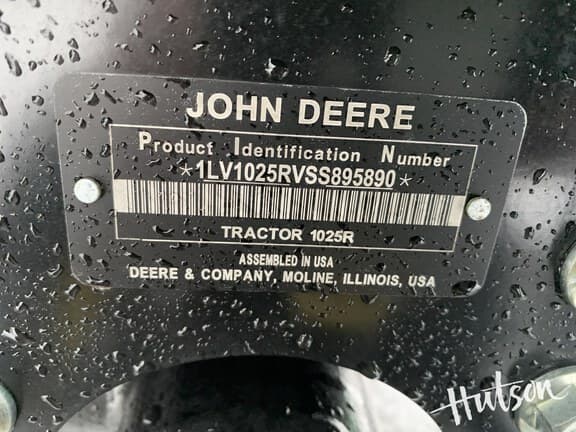 JOHN DEERE
Product Identification Number
*1LV1025RVSS895890*
TRACTOR 1025R
ASSEMBLED IN USA
DEERE & COMPANY, MOLINE, ILLINOIS, USA
Hutson